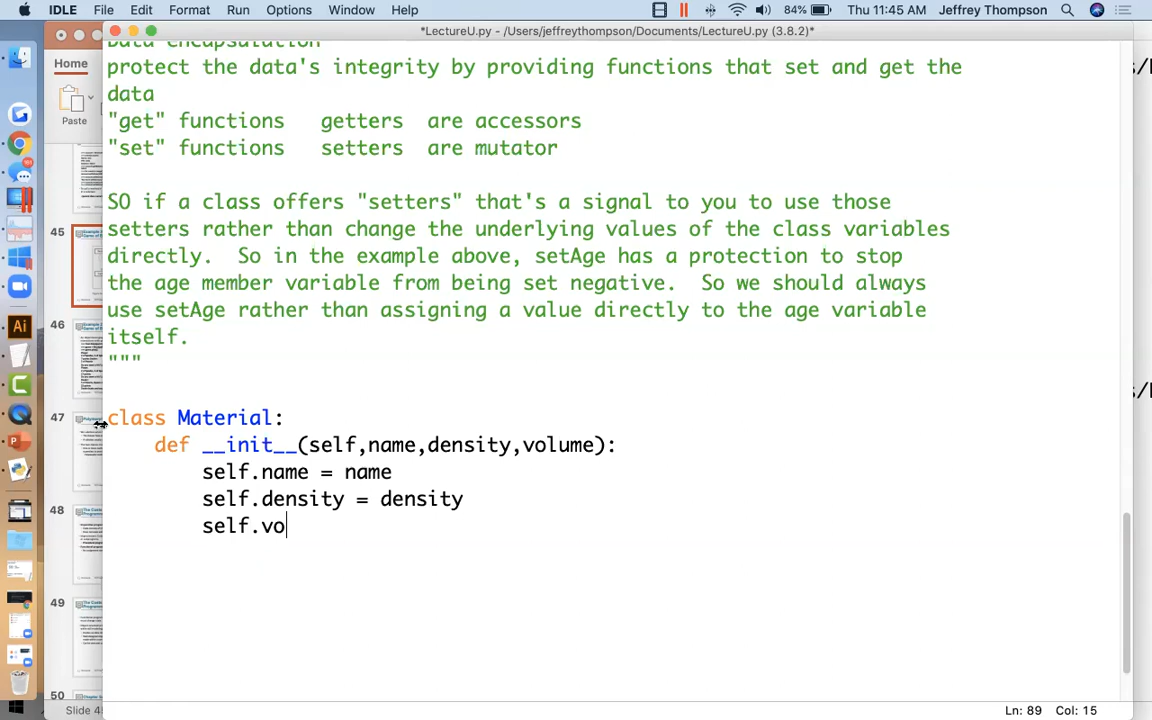 IDLE File Edit Format Run Options Window Help 84% Thu 11:45 AM Jeffrey Thompson
*LectureU.py - /Users/jeffreythompson/Documents/LectureU.py (3.8.2)*
Home
Paste
Data encapsulation
protect the data's integrity by providing functions that set and get the
data
"get" functions getters are accessors
"set" functions setters are mutator
SO if a class offers "setters" that's a signal to you to use those
setters rather than change the underlying values of the class variables
directly. So in the example above, setAge has a protection to stop
the age member variable from being set negative. So we should always
use setAge rather than assigning a value directly to the age variable
itself.
"""
class Material:
def __init__(self,name,density,volume):
self.name = name
self.density = density
self.vo
45
46
47
48
49
50
Slide 45
Ln: 89 Col: 15